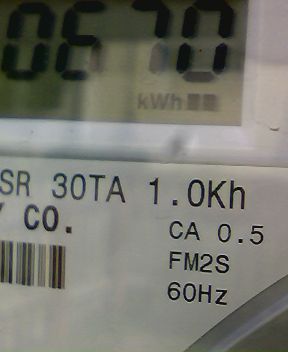 0570
kWh
SR 30TA 1.0Kh
Y CO.
CA 0.5
FM2S
60Hz